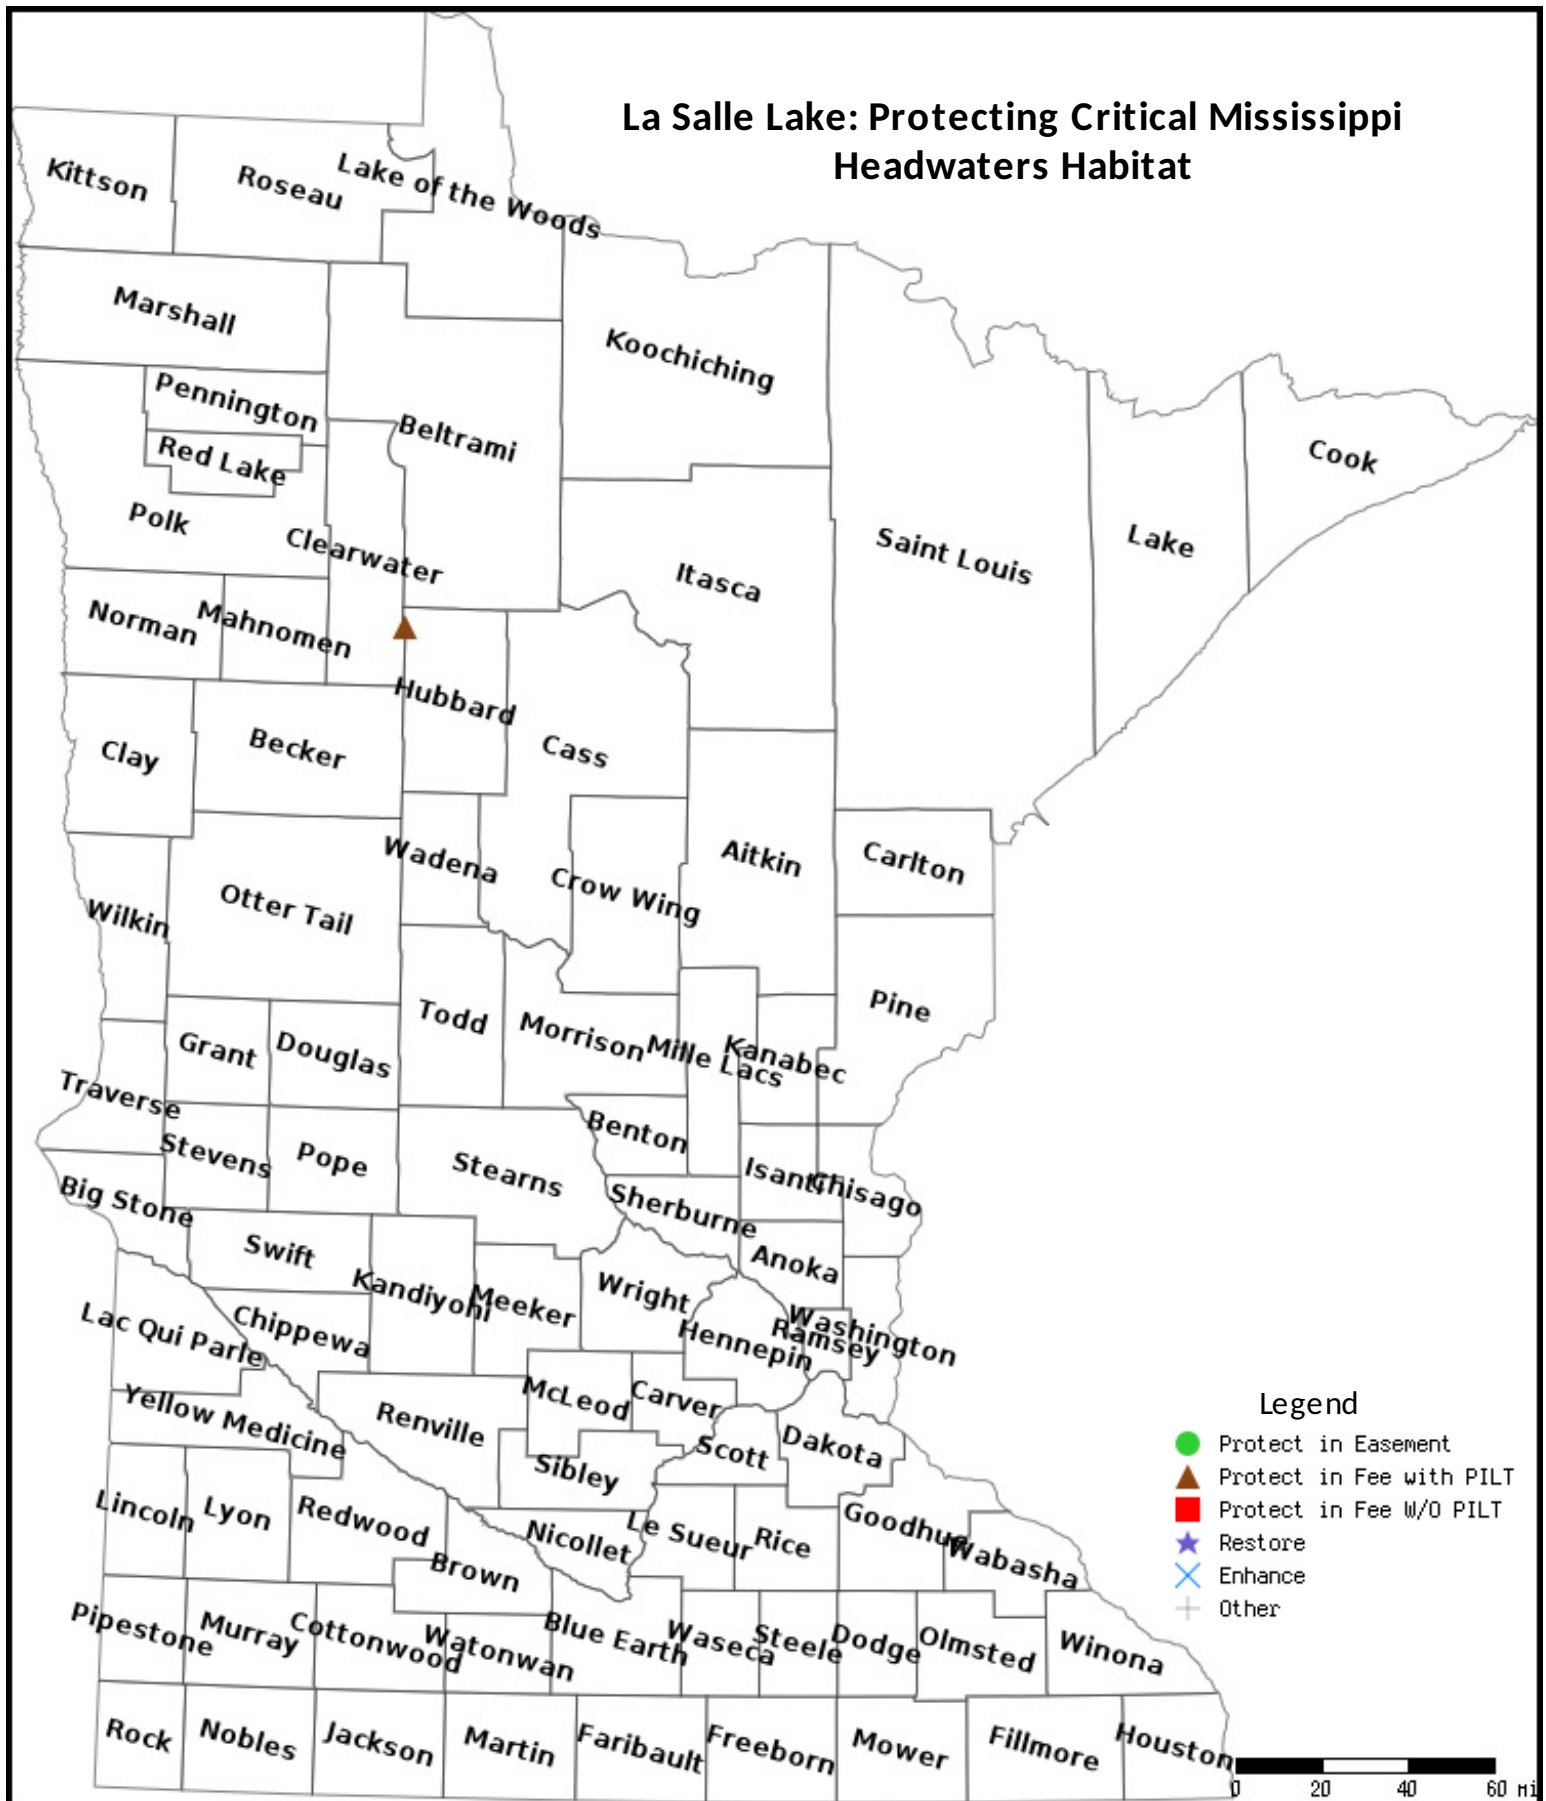 La Salle Lake: Protecting Critical Mississippi
Headwaters Habitat
Kittson
Roseau
Lake of the Woods
Marshall
Koochiching
Pennington
Beltrami
Red Lake
Cook
Polk
Clearwater
Saint Louis
Lake
Itasca
Norman
Mahnomen
Hubbard
Clay
Becker
Cass
Wadena
Aitkin
Carlton
Otter Tail
Crow Wing
Wilkin
Todd
Pine
Grant
Douglas
Morrison
Mille Lacs
Kanabec
Traverse
Benton
Stevens
Pope
Stearns
Isanti
Chisago
Big Stone
Sherburne
Swift
Anoka
Kandiyohi
Meeker
Wright
Lac Qui Parle
Chippewa
Hennepin
Ramsey
Washington
McLeod
Carver
Yellow Medicine
Renville
Scott
Dakota
Sibley
Lincoln
Lyon
Redwood
Nicollet
Le Sueur
Rice
Goodhue
Wabasha
Brown
Pipestone
Murray
Cottonwood
Watonwan
Blue Earth
Waseca
Steele
Dodge
Olmsted
Winona
Rock
Nobles
Jackson
Martin
Faribault
Freeborn
Mower
Fillmore
Houston
Legend
Protect in Easement
Protect in Fee with PILT
Protect in Fee W/O PILT
Restore
Enhance
Other
0 20 40 60 mi